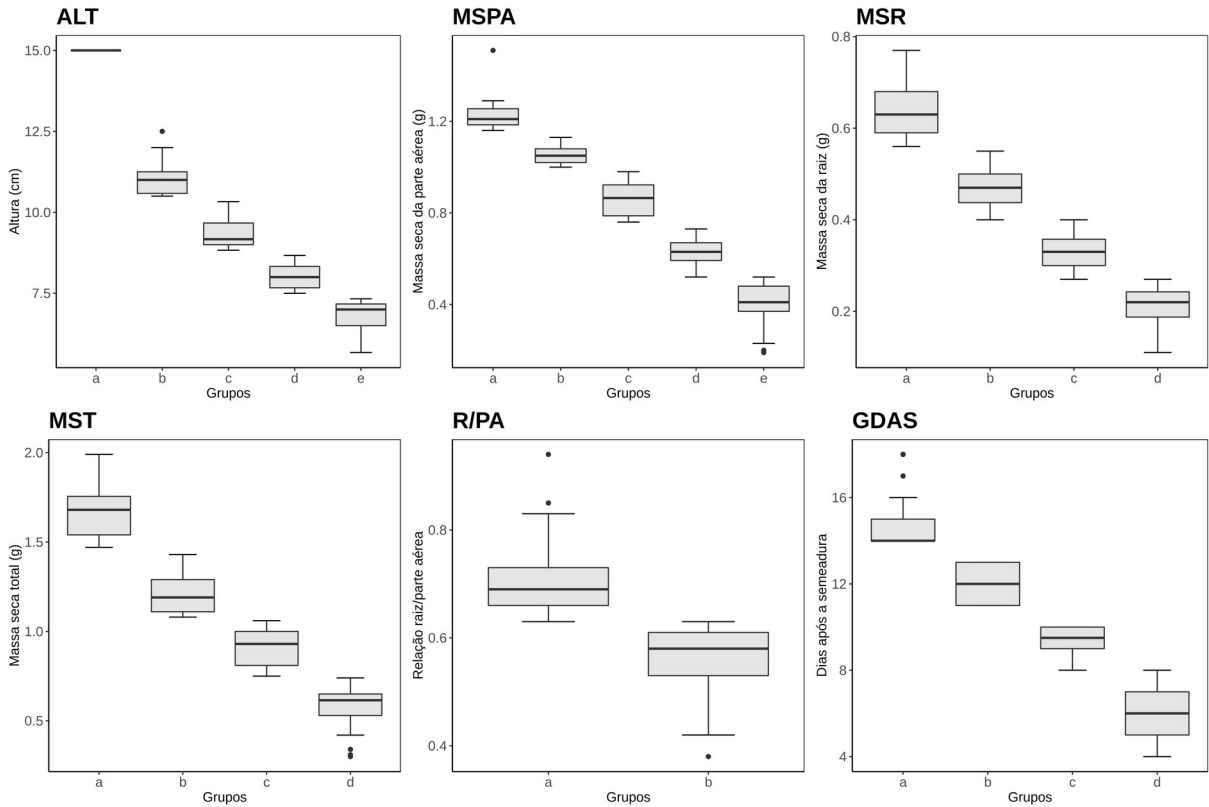 ALT
Altura (cm)
15.0
12.5
10.0
7.5
a b c d e
Grupos
MSPA
Massa seca da parte aérea (g)
1.2
0.8
0.4
a b c d e
Grupos
MSR
Massa seca da raiz (g)
0.8
0.6
0.4
0.2
a b c d
Grupos
MST
Massa seca total (g)
2.0
1.5
1.0
0.5
a b c d
Grupos
R/PA
Relação raiz/parte aérea
0.8
0.6
0.4
a b
Grupos
GDAS
Dias após a semeadura
16
12
8
4
a b c d
Grupos